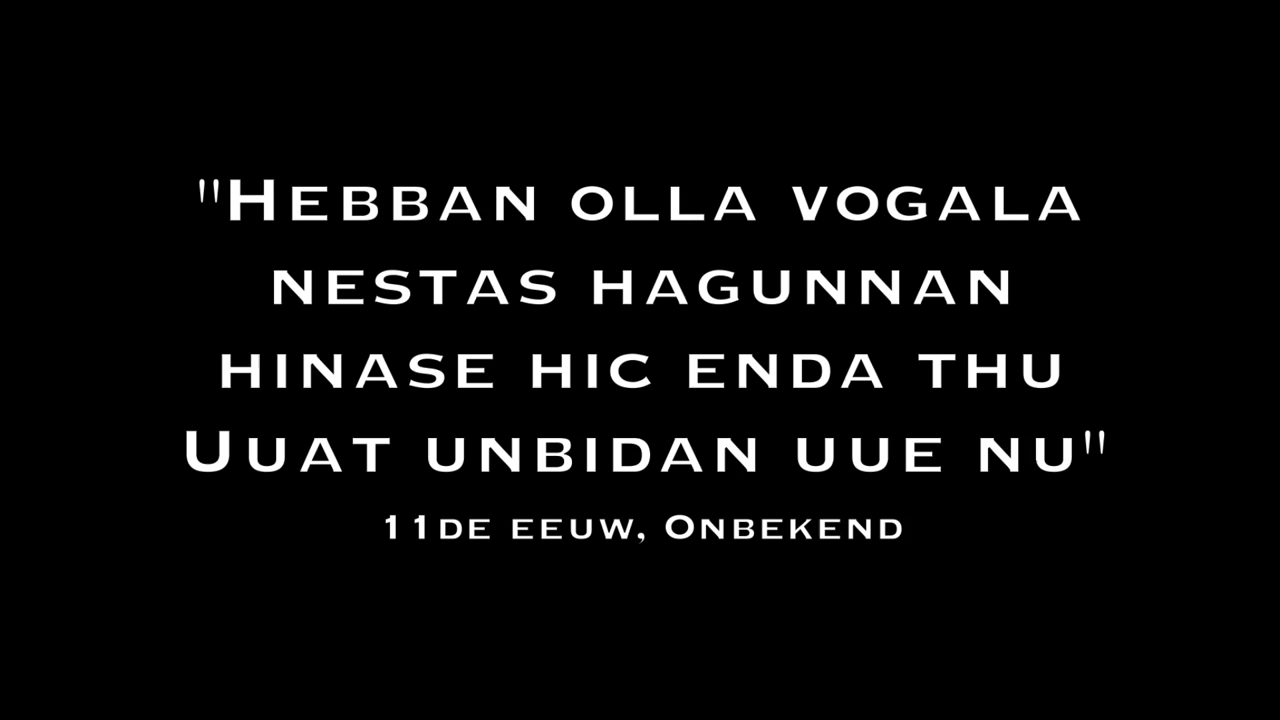 "Hebban olla vogala
nestas hagunnan
hinase hic enda thu
Uuat unbidan uue nu"
11de eeuw, Onbekend